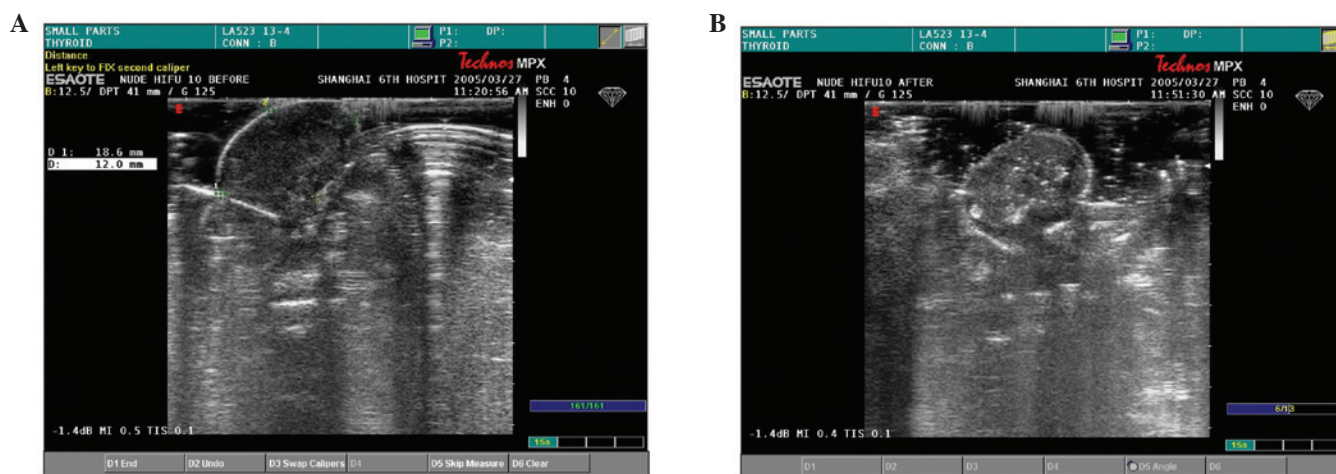 A
SMALL PARTS LA523 13-4 P1: DP:
THYROID CONN : B P2:
Distance
Left key to FIX second caliper
Technos MPX
ESAOTE NUDE HIFU 10 BEFORE SHANGHAI 6TH HOSPIT 2005/03/27 PB 4
B:12.5/ DPT 41 mm / G 125 11:20:56 AM SCC 10
ENH 0
D 1: 18.6 mm
D: 12.0 mm
161/161
-1.4dB MI 0.5 TIS 0.1
15s
D1 End D2 Undo D3 Swap Calipers D4 D5 Skip Measure D6 Clear
B
SMALL PARTS LA523 13-4 P1: DP:
THYROID CONN : B P2:
Technos MPX
ESAOTE NUDE HIFU10 AFTER SHANGHAI 6TH HOSPIT 2005/03/27 PB 4
B:12.5/ DPT 41 mm / G 125 11:51:30 AM SCC 10
ENH 0
6/13
-1.4dB MI 0.4 TIS 0.1
15s
D1 D2 D3 D4 D5 Angle D6